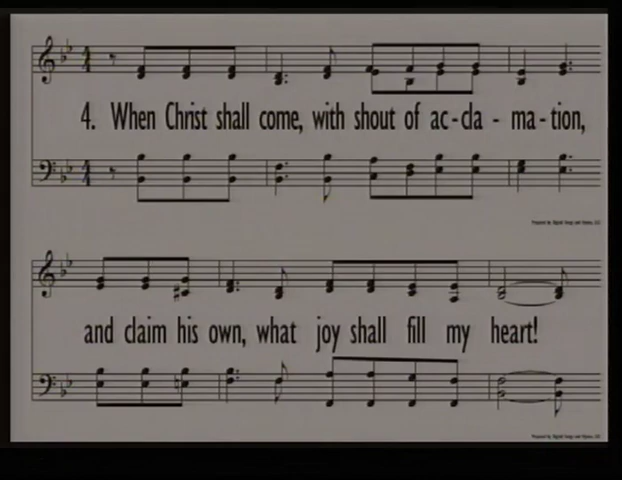 4. When Christ shall come, with shout of ac-cla - ma-tion,
and claim his own, what joy shall fill my heart!